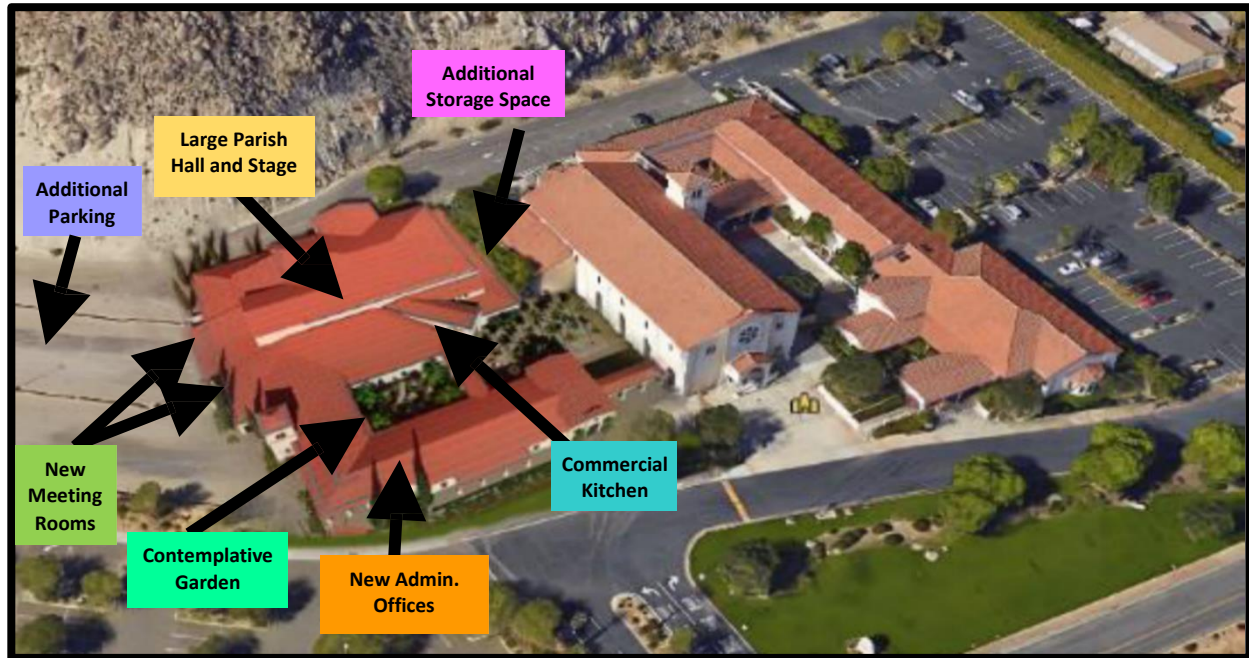 Additional
Storage Space
Large Parish
Hall and Stage
Additional
Parking
New
Meeting
Rooms
Commercial
Kitchen
Contemplative
Garden
New Admin.
Offices